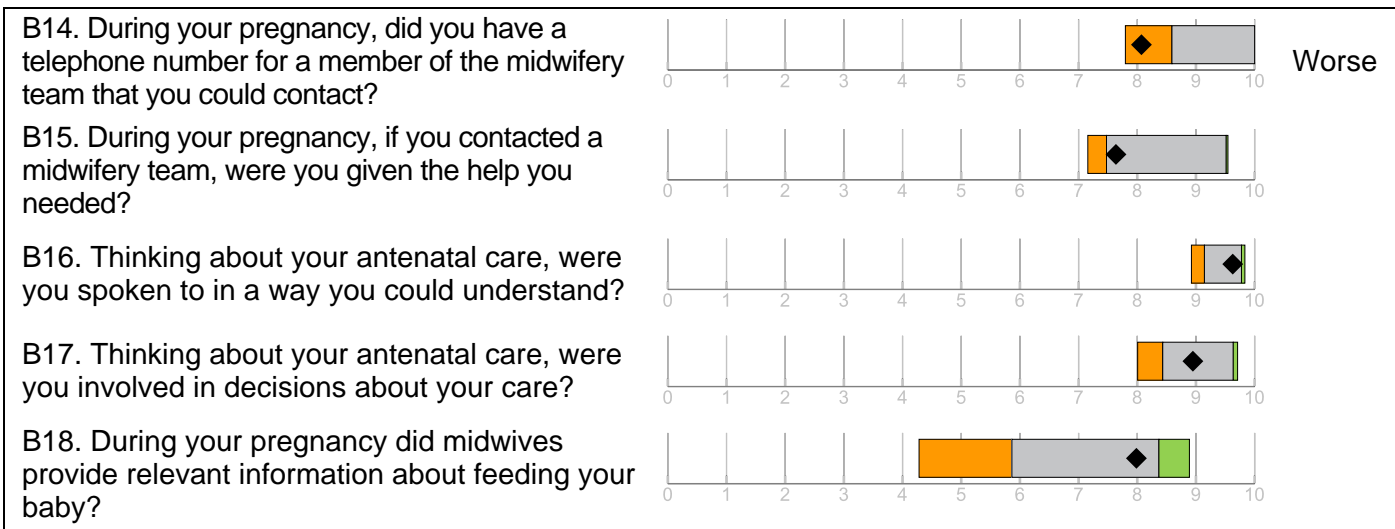 B14. During your pregnancy, did you have a
telephone number for a member of the midwifery
team that you could contact?
0 1 2 3 4 5 6 7 8 9 10
Worse
B15. During your pregnancy, if you contacted a
midwifery team, were you given the help you
needed?
0 1 2 3 4 5 6 7 8 9 10
B16. Thinking about your antenatal care, were
you spoken to in a way you could understand?
0 1 2 3 4 5 6 7 8 9 10
B17. Thinking about your antenatal care, were
you involved in decisions about your care?
0 1 2 3 4 5 6 7 8 9 10
B18. During your pregnancy did midwives
provide relevant information about feeding your
baby?
0 1 2 3 4 5 6 7 8 9 10